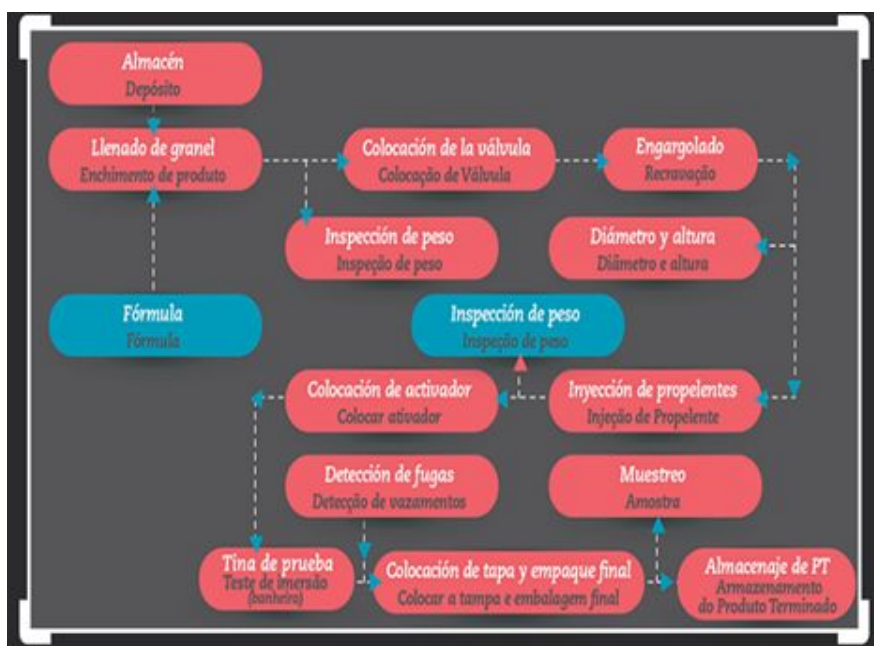 Almacén
Depósito
Llenado de granel
Enchimento de produto
Colocación de la válvula
Colocação de Válvula
Engargolado
Recravação
Inspección de peso
Inspeção de peso
Diámetro y altura
Diâmetro e altura
Fórmula
Fórmula
Inspección de peso
Inspeção de peso
Colocación de activador
Colocar ativador
Inyección de propelentes
Injeção de Propelente
Detección de fugas
Detecção de vazamentos
Muestreo
Amostra
Tina de prueba
Teste de imersão
(banheira)
Colocación de tapa y empaque final
Colocar a tampa e embalagem final
Almacenaje de PT
Armazenamento
do Produto Terminado